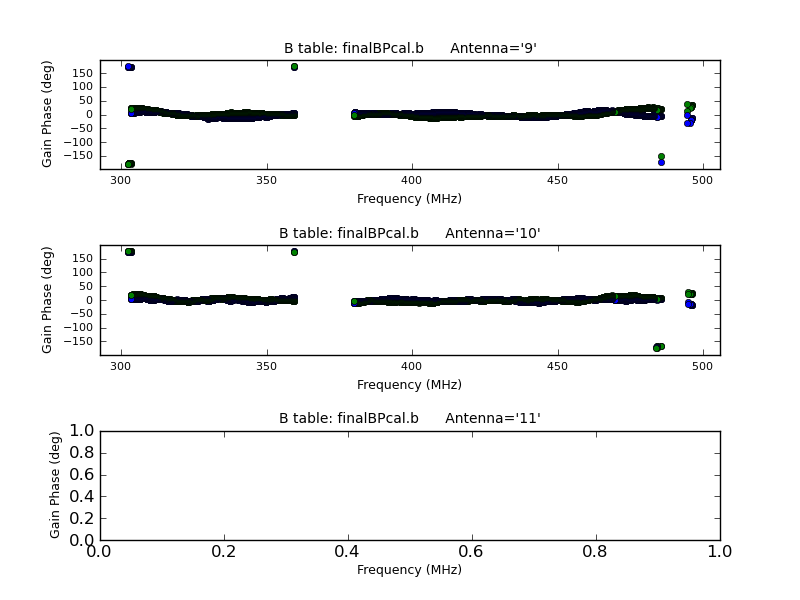 B table: finalBPcal.b Antenna='9'
Gain Phase (deg)
150
100
50
0
−50
−100
−150
300 350 400 450 500
Frequency (MHz)
B table: finalBPcal.b Antenna='10'
Gain Phase (deg)
150
100
50
0
−50
−100
−150
300 350 400 450 500
Frequency (MHz)
B table: finalBPcal.b Antenna='11'
Gain Phase (deg)
1.0
0.8
0.6
0.4
0.2
0.0
0.0 0.2 0.4 0.6 0.8 1.0
Frequency (MHz)